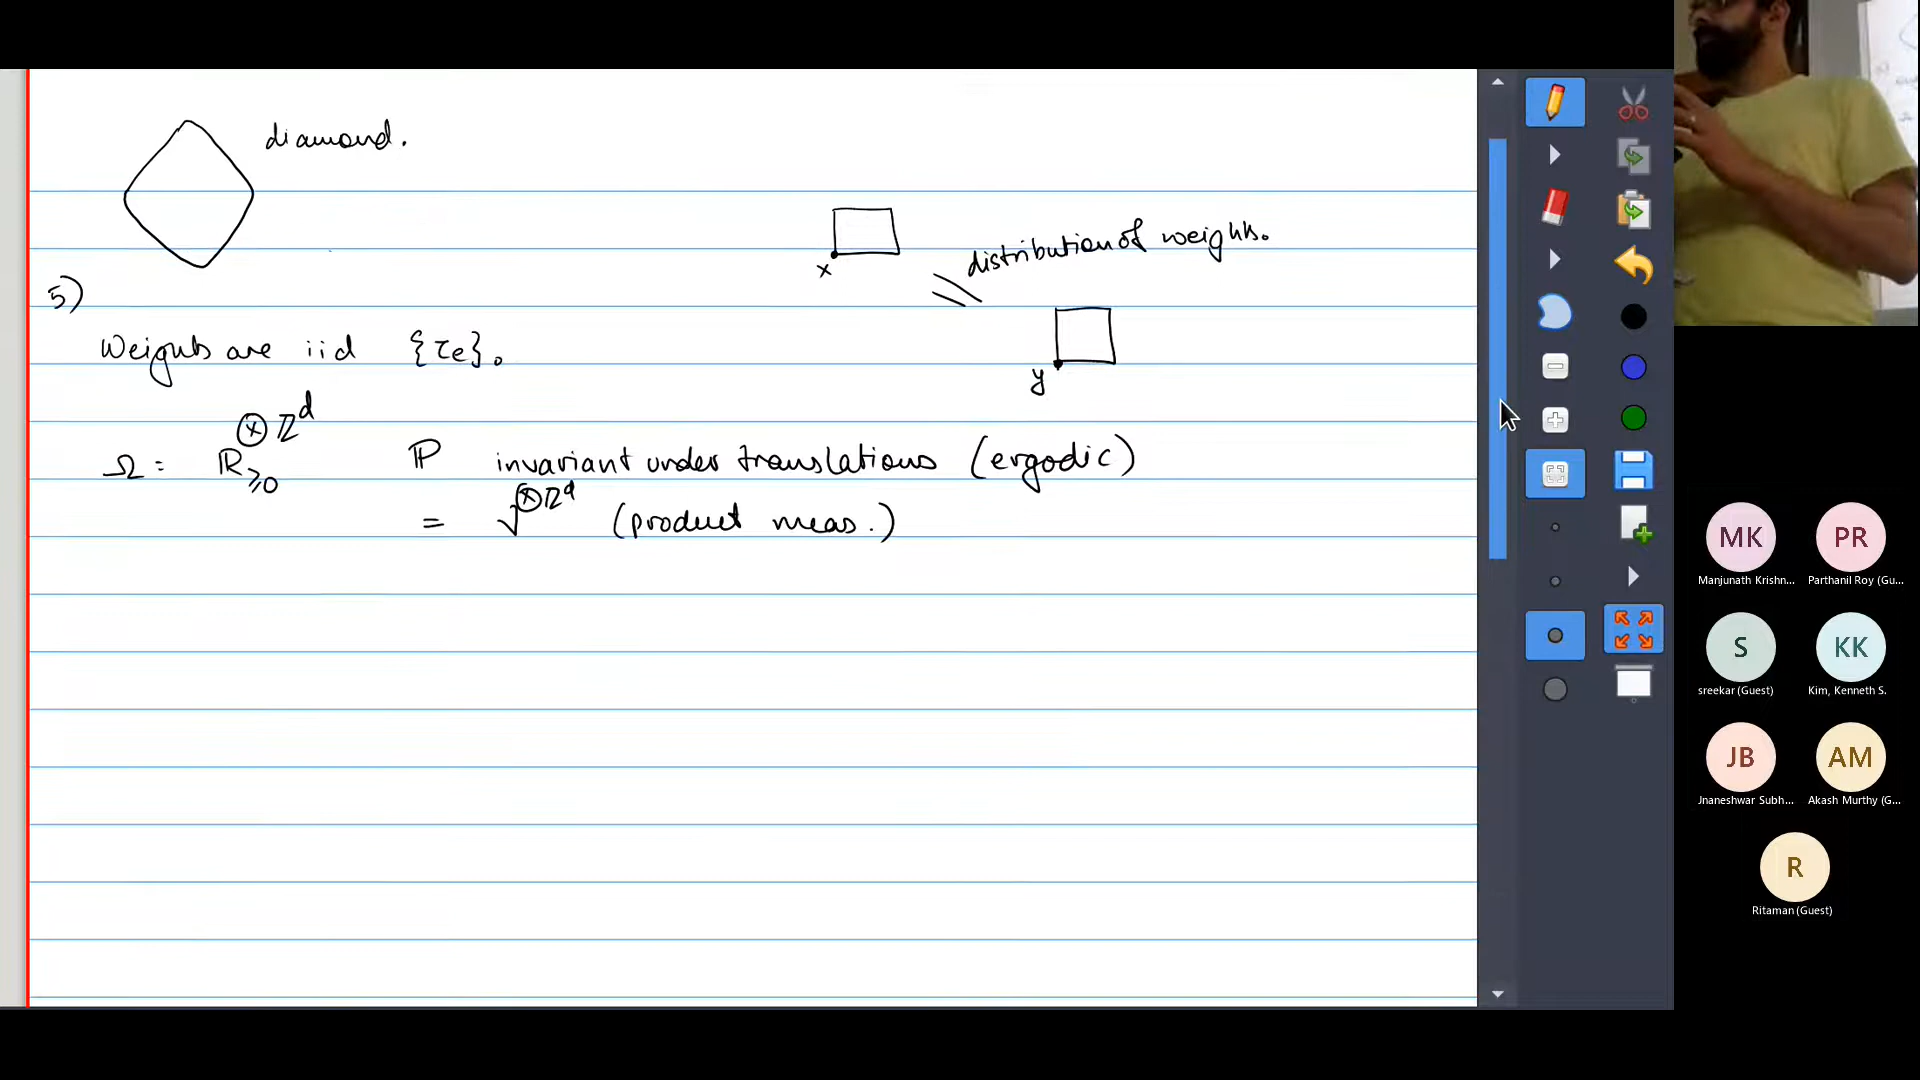 diamond.
x
distribution of weights.
y
5)
Weights are iid {τe}.
Ω = ℝ≥0^⊗ℤ^d ℙ invariant under translations (ergodic)
= ν^⊗ℤ^d (product meas.)
MK
Manjunath Krishn...
PR
Parthanil Roy (Gu...
S
sreekar (Guest)
KK
Kim, Kenneth S.
JB
Jnaneshwar Subh...
AM
Akash Murthy (G...
R
Ritaman (Guest)